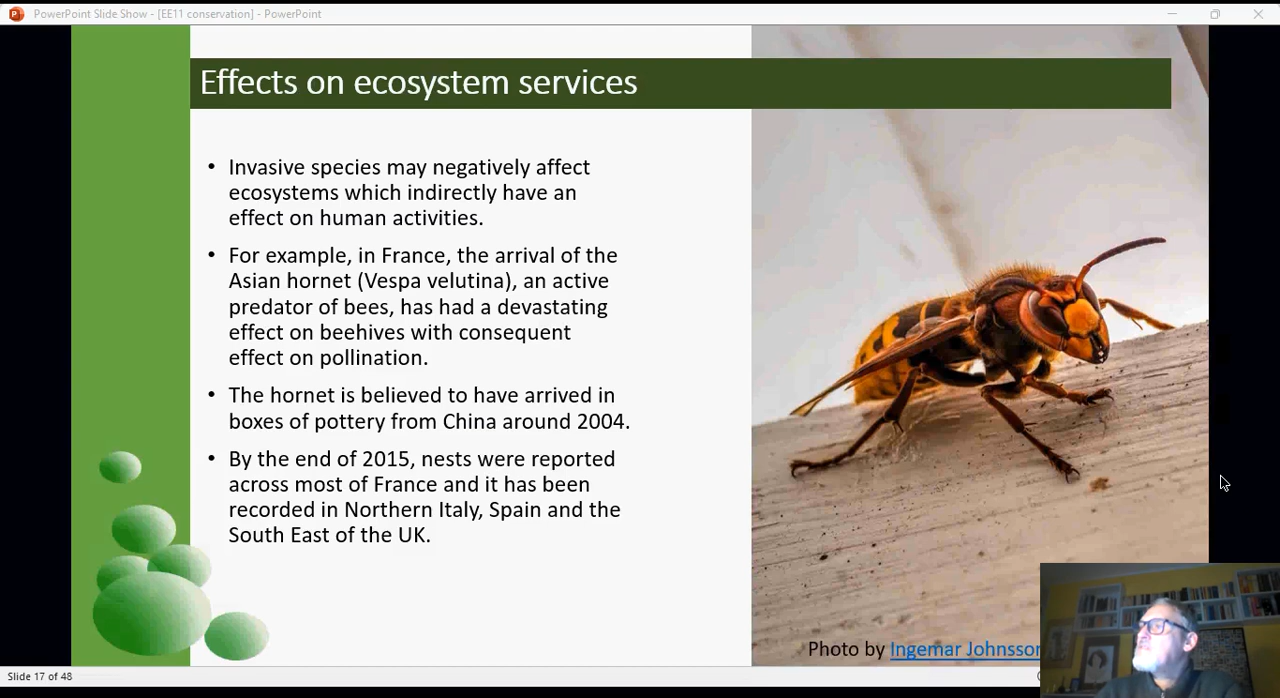 PowerPoint Slide Show - [EE11 conservation] - PowerPoint
Effects on ecosystem services
• Invasive species may negatively affect
ecosystems which indirectly have an
effect on human activities.
• For example, in France, the arrival of the
Asian hornet (Vespa velutina), an active
predator of bees, has had a devastating
effect on beehives with consequent
effect on pollination.
• The hornet is believed to have arrived in
boxes of pottery from China around 2004.
• By the end of 2015, nests were reported
across most of France and it has been
recorded in Northern Italy, Spain and the
South East of the UK.
Photo by Ingemar Johnsson
Slide 17 of 48